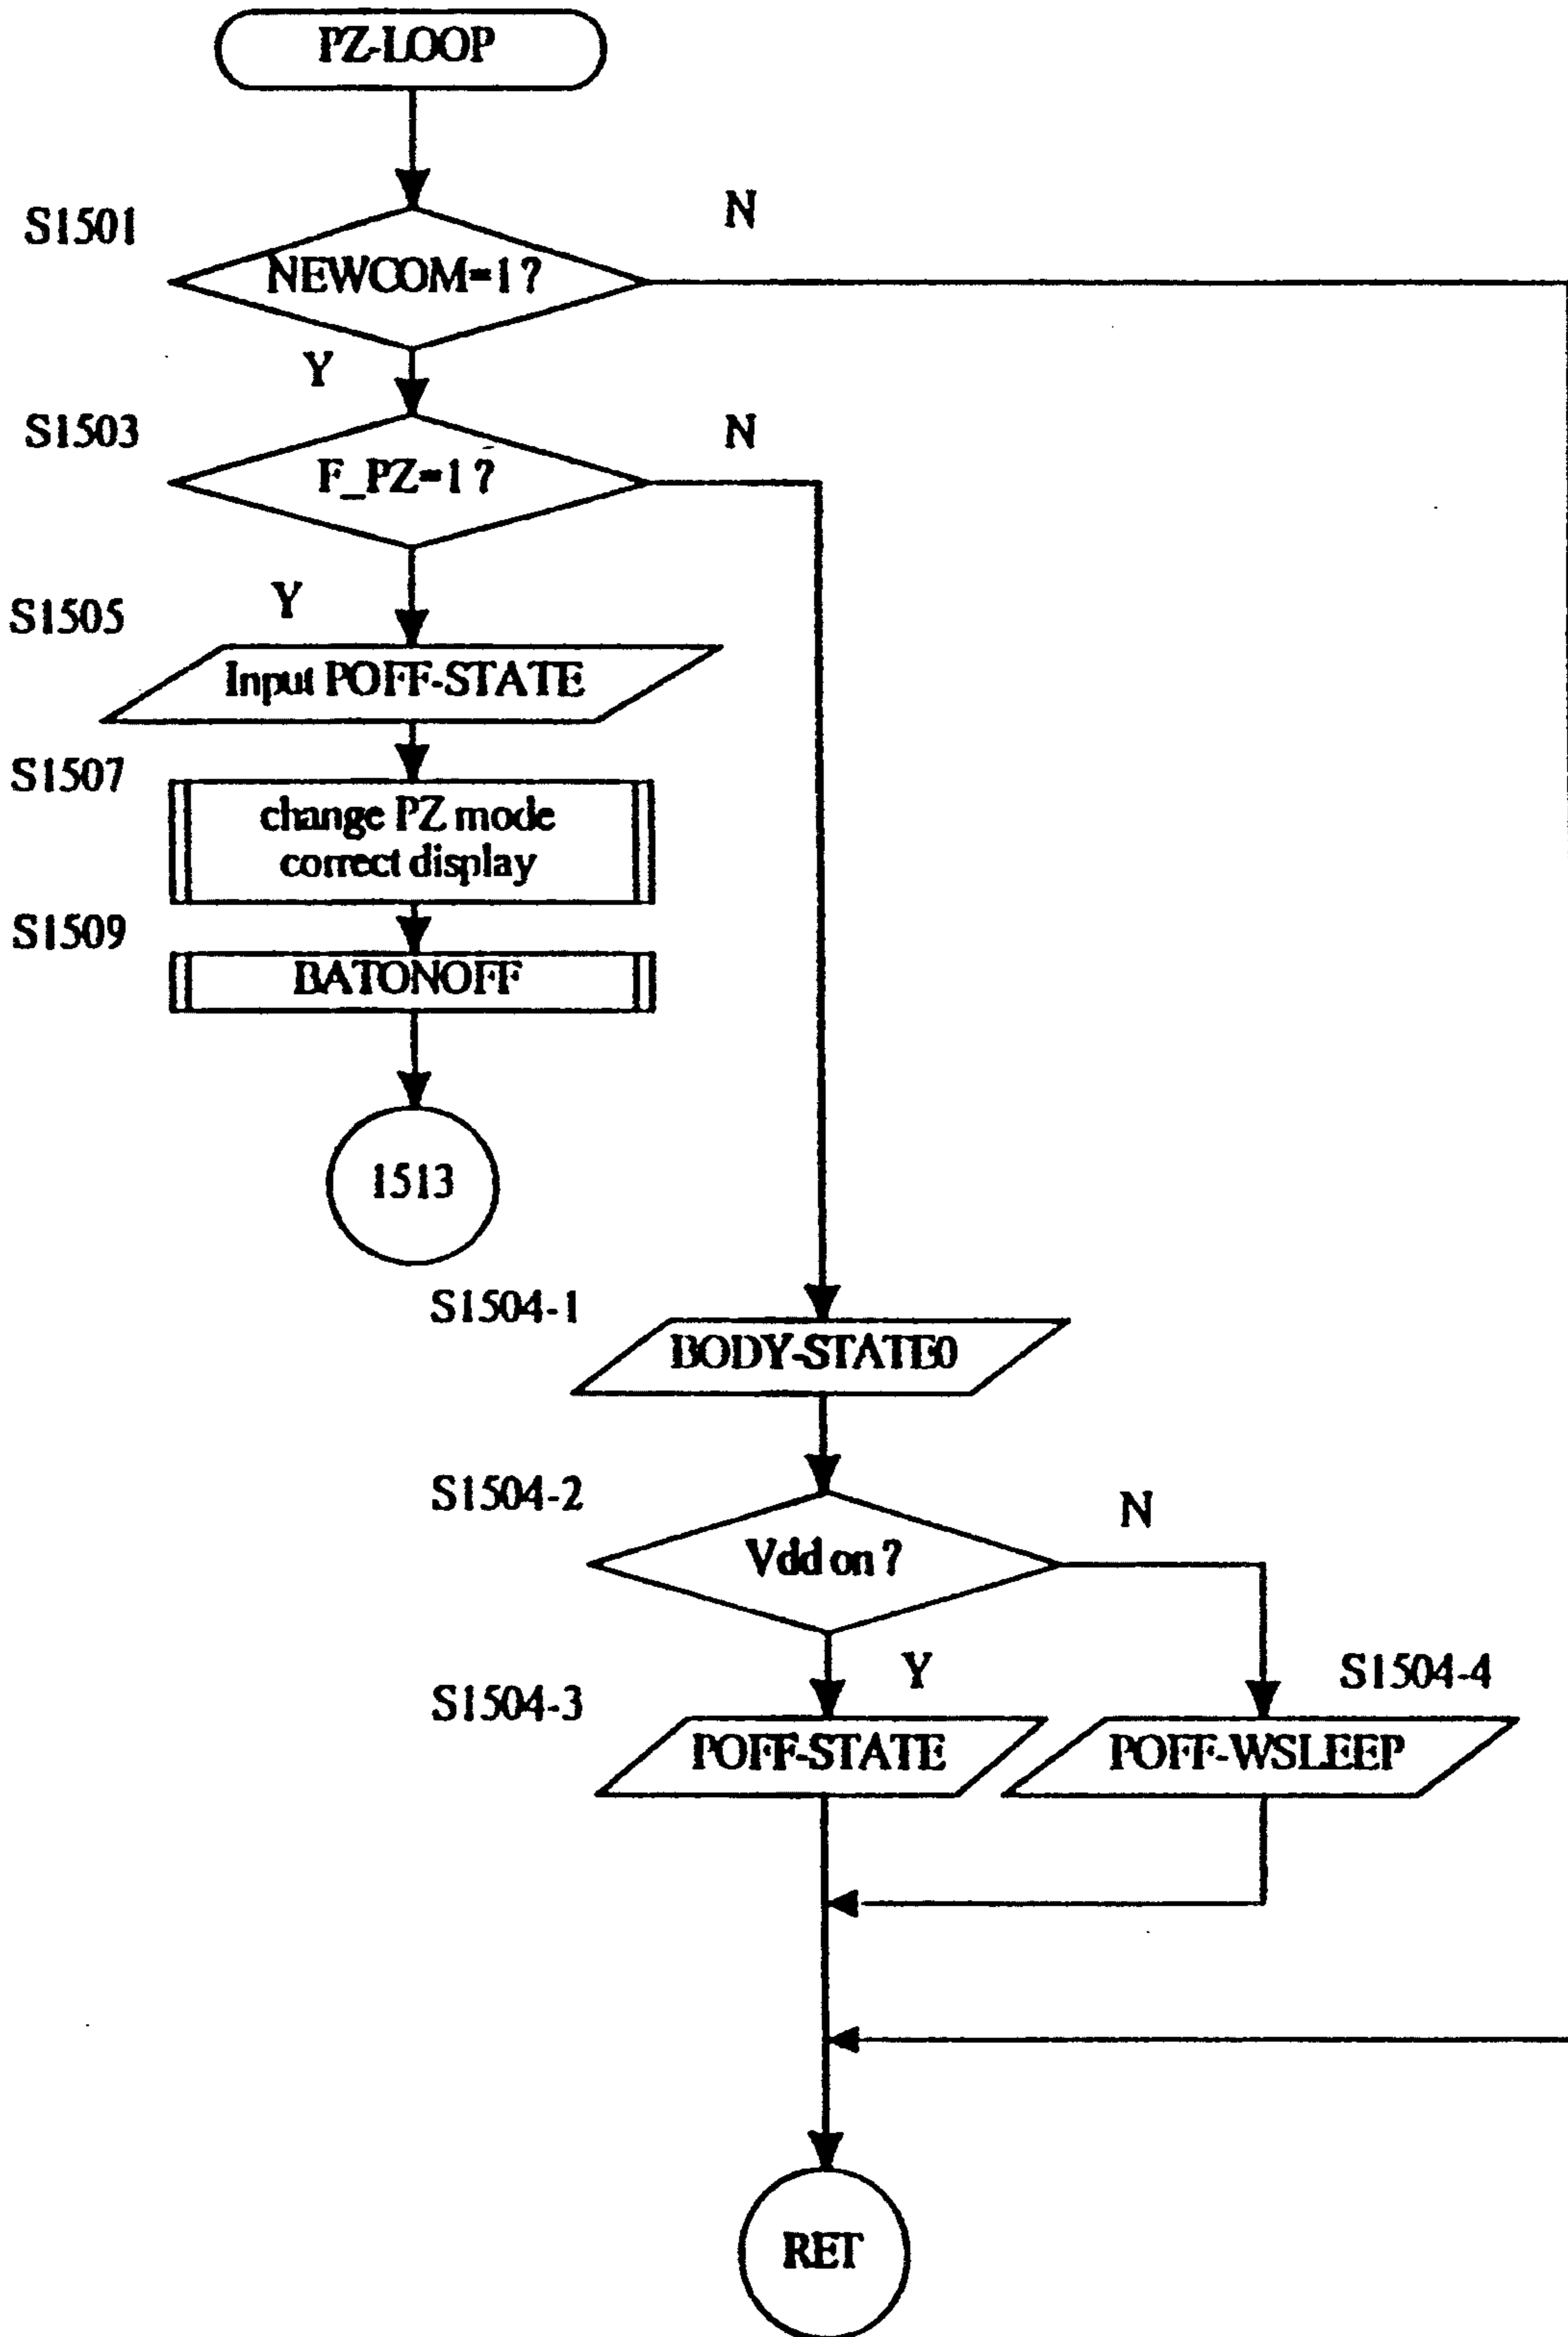 PZ-LOOP
S1501
N
NEWCOM=1?
Y
S1503
N
F_PZ=1?
Y
S1505
Input POFF-STATE
S1507
change PZ mode
correct display
S1509
BATONOFF
1513
S1504-1
BODY-STATE0
S1504-2
N
Vdd on?
Y
S1504-4
S1504-3
POFF-STATE
POFF-WSLEEP
RET